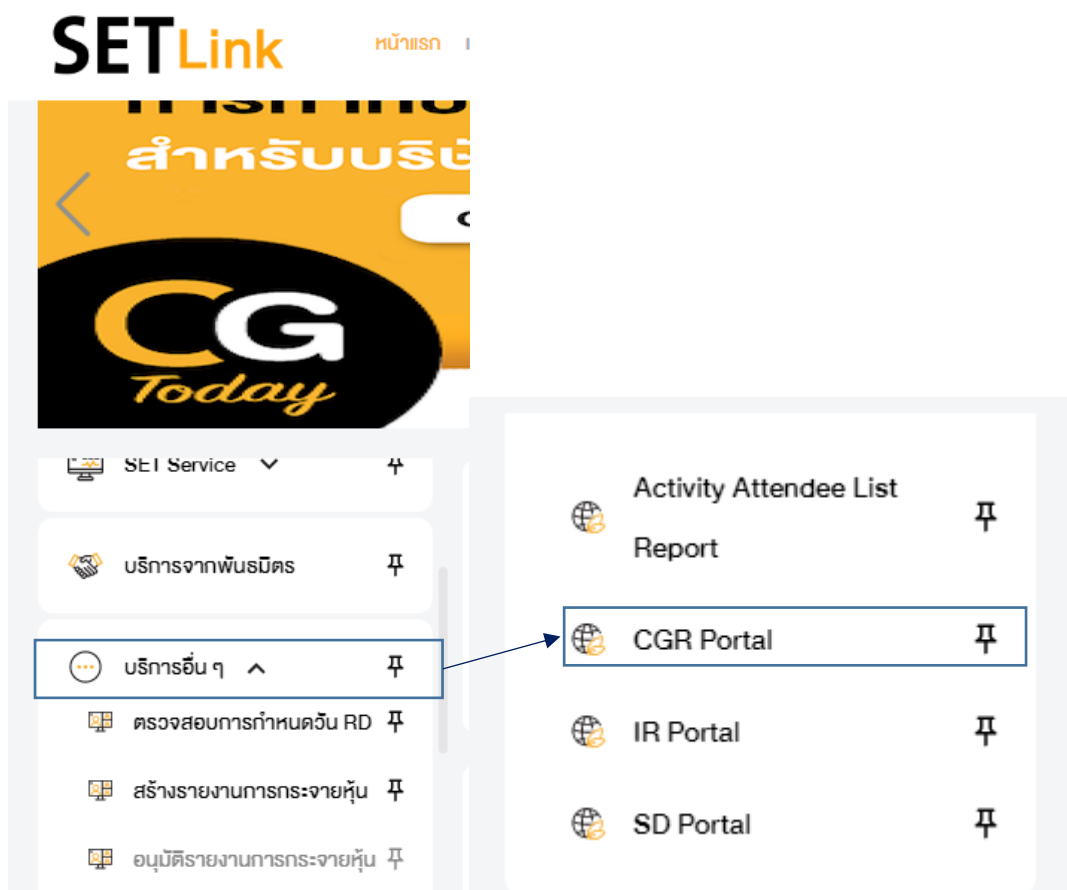 SETLink
หน้าแรก
สำหรับบริษั
CG
Today
SET Service
บริการจากพันธมิตร
บริการอื่น ๆ
ตรวจสอบการกำหนดวัน RD
สร้างรายงานการกระจายหุ้น
อนุมัติรายงานการกระจายหุ้น
Activity Attendee List
Report
CGR Portal
IR Portal
SD Portal